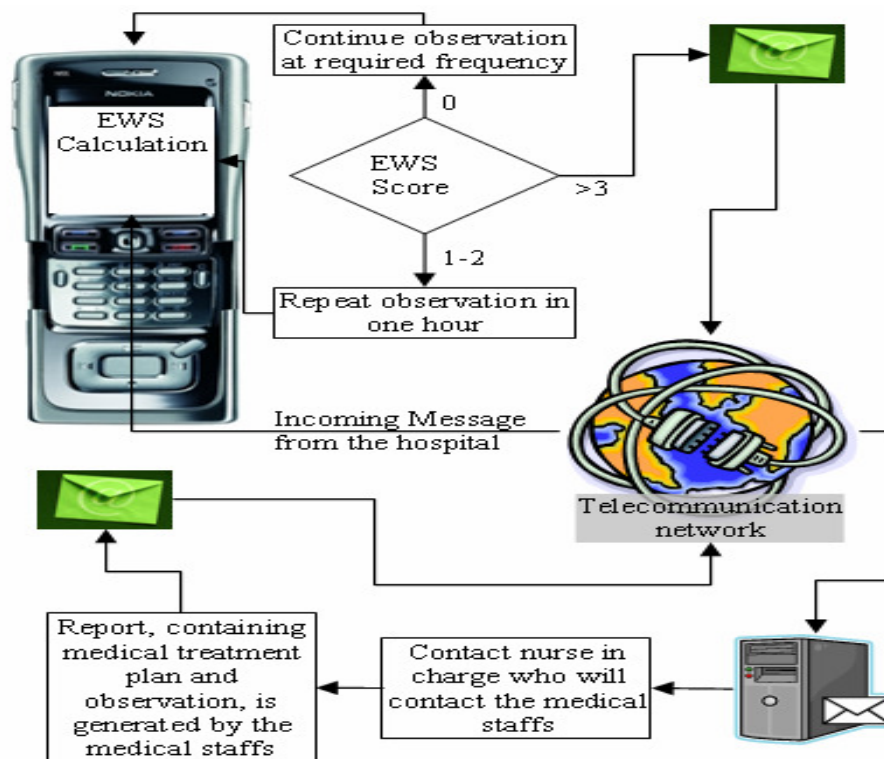 Continue observation
at required frequency
NOKIA
EWS
Calculation
0
EWS
Score
>3
1-2
Repeat observation in
one hour
Incoming Message
from the hospital
Telecommunication
network
Report, containing
medical treatment
plan and
observation, is
generated by the
medical staffs
Contact nurse in
charge who will
contact the medical
staffs